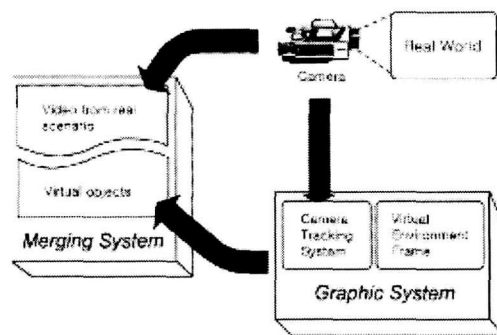 Real World
Camera
Video from real
scenario
Virtual objects
Merging System
Camera
Tracking
System
Virtual
Environment
Frame
Graphic System